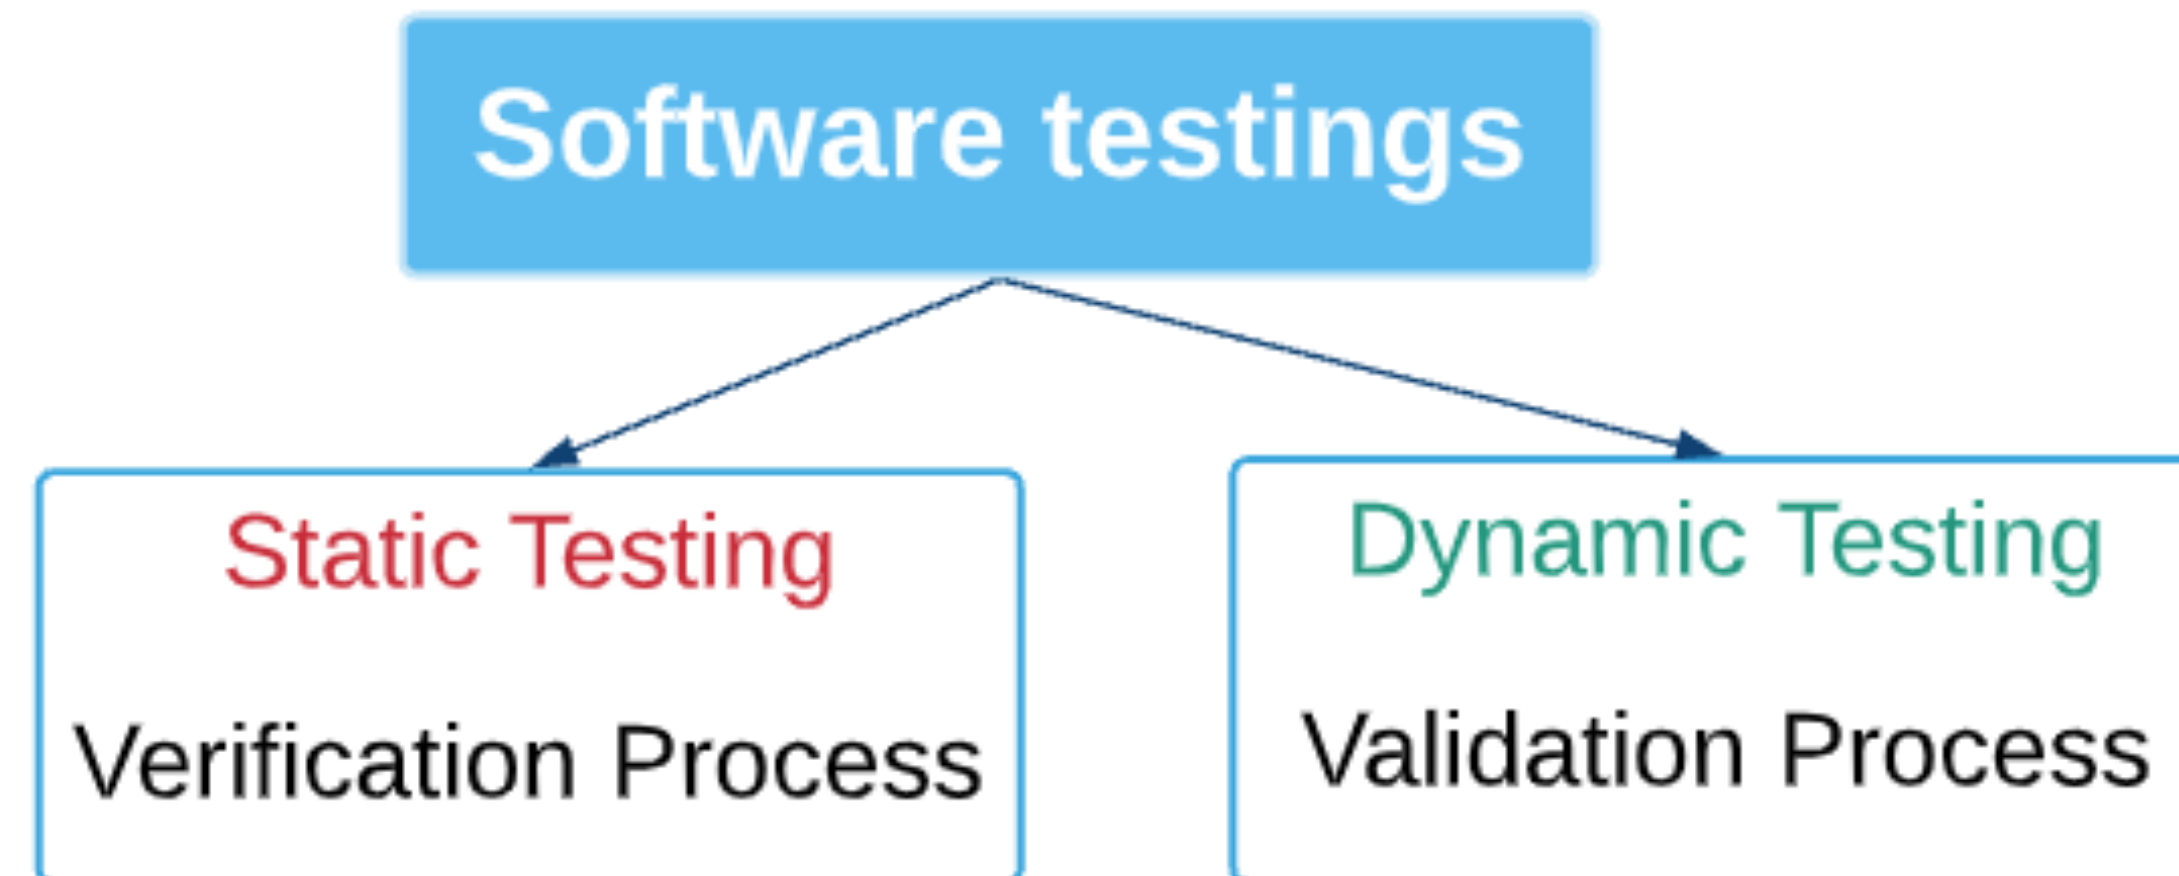 Software testings
Static Testing
Verification Process
Dynamic Testing
Validation Process